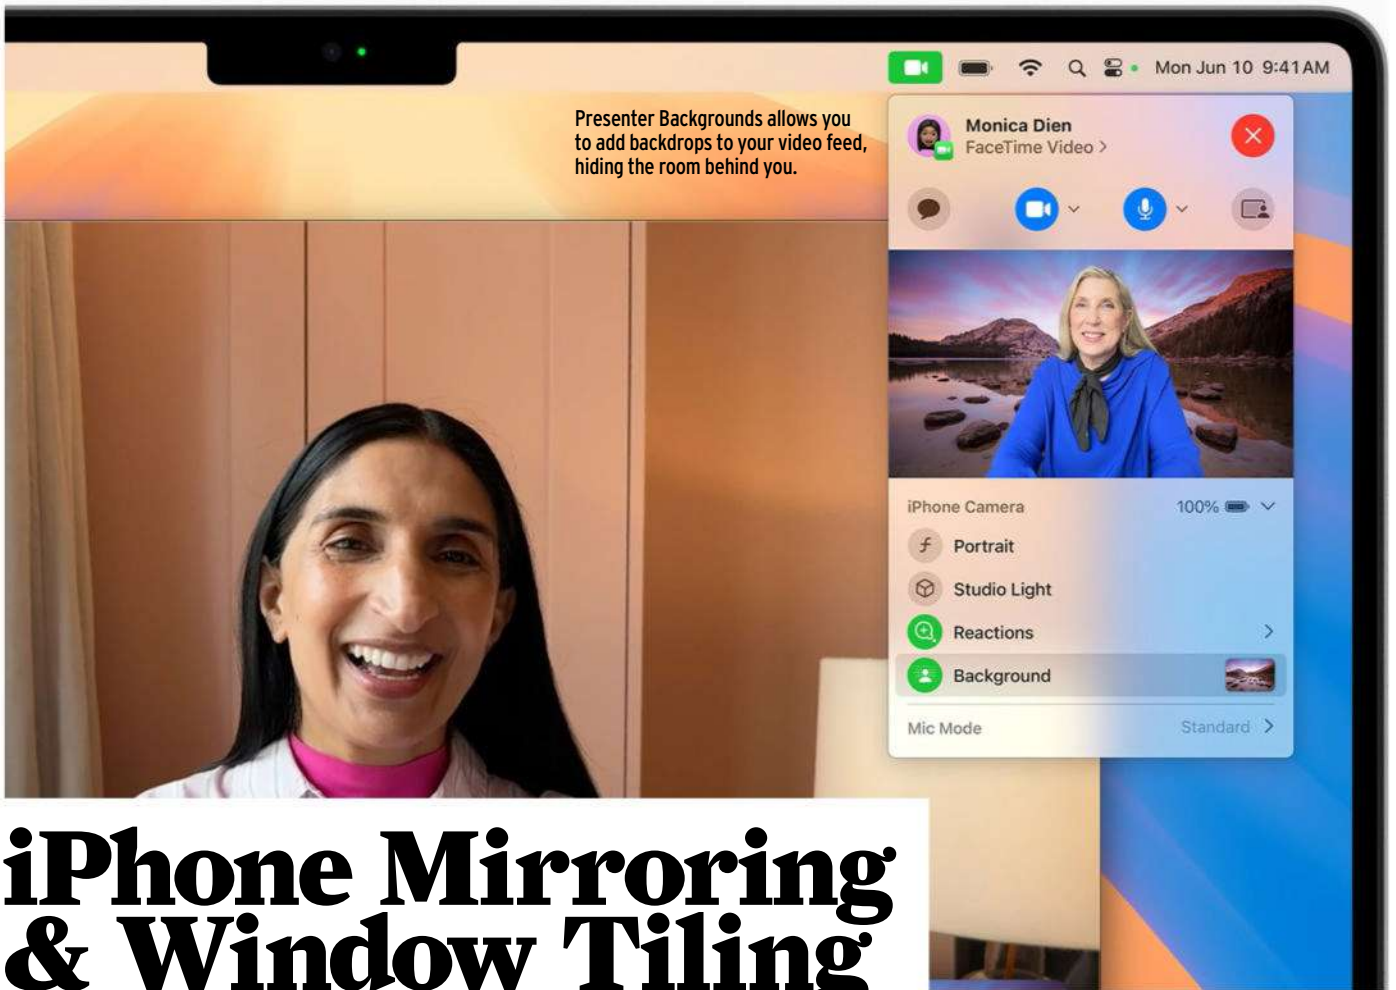 Mon Jun 10 9:41 AM
Presenter Backgrounds allows you
to add backdrops to your video feed,
hiding the room behind you.
Monica Dien
FaceTime Video
iPhone Camera 100%
Portrait
Studio Light
Reactions
Background
Mic Mode Standard
iPhone Mirroring
& Window Tiling